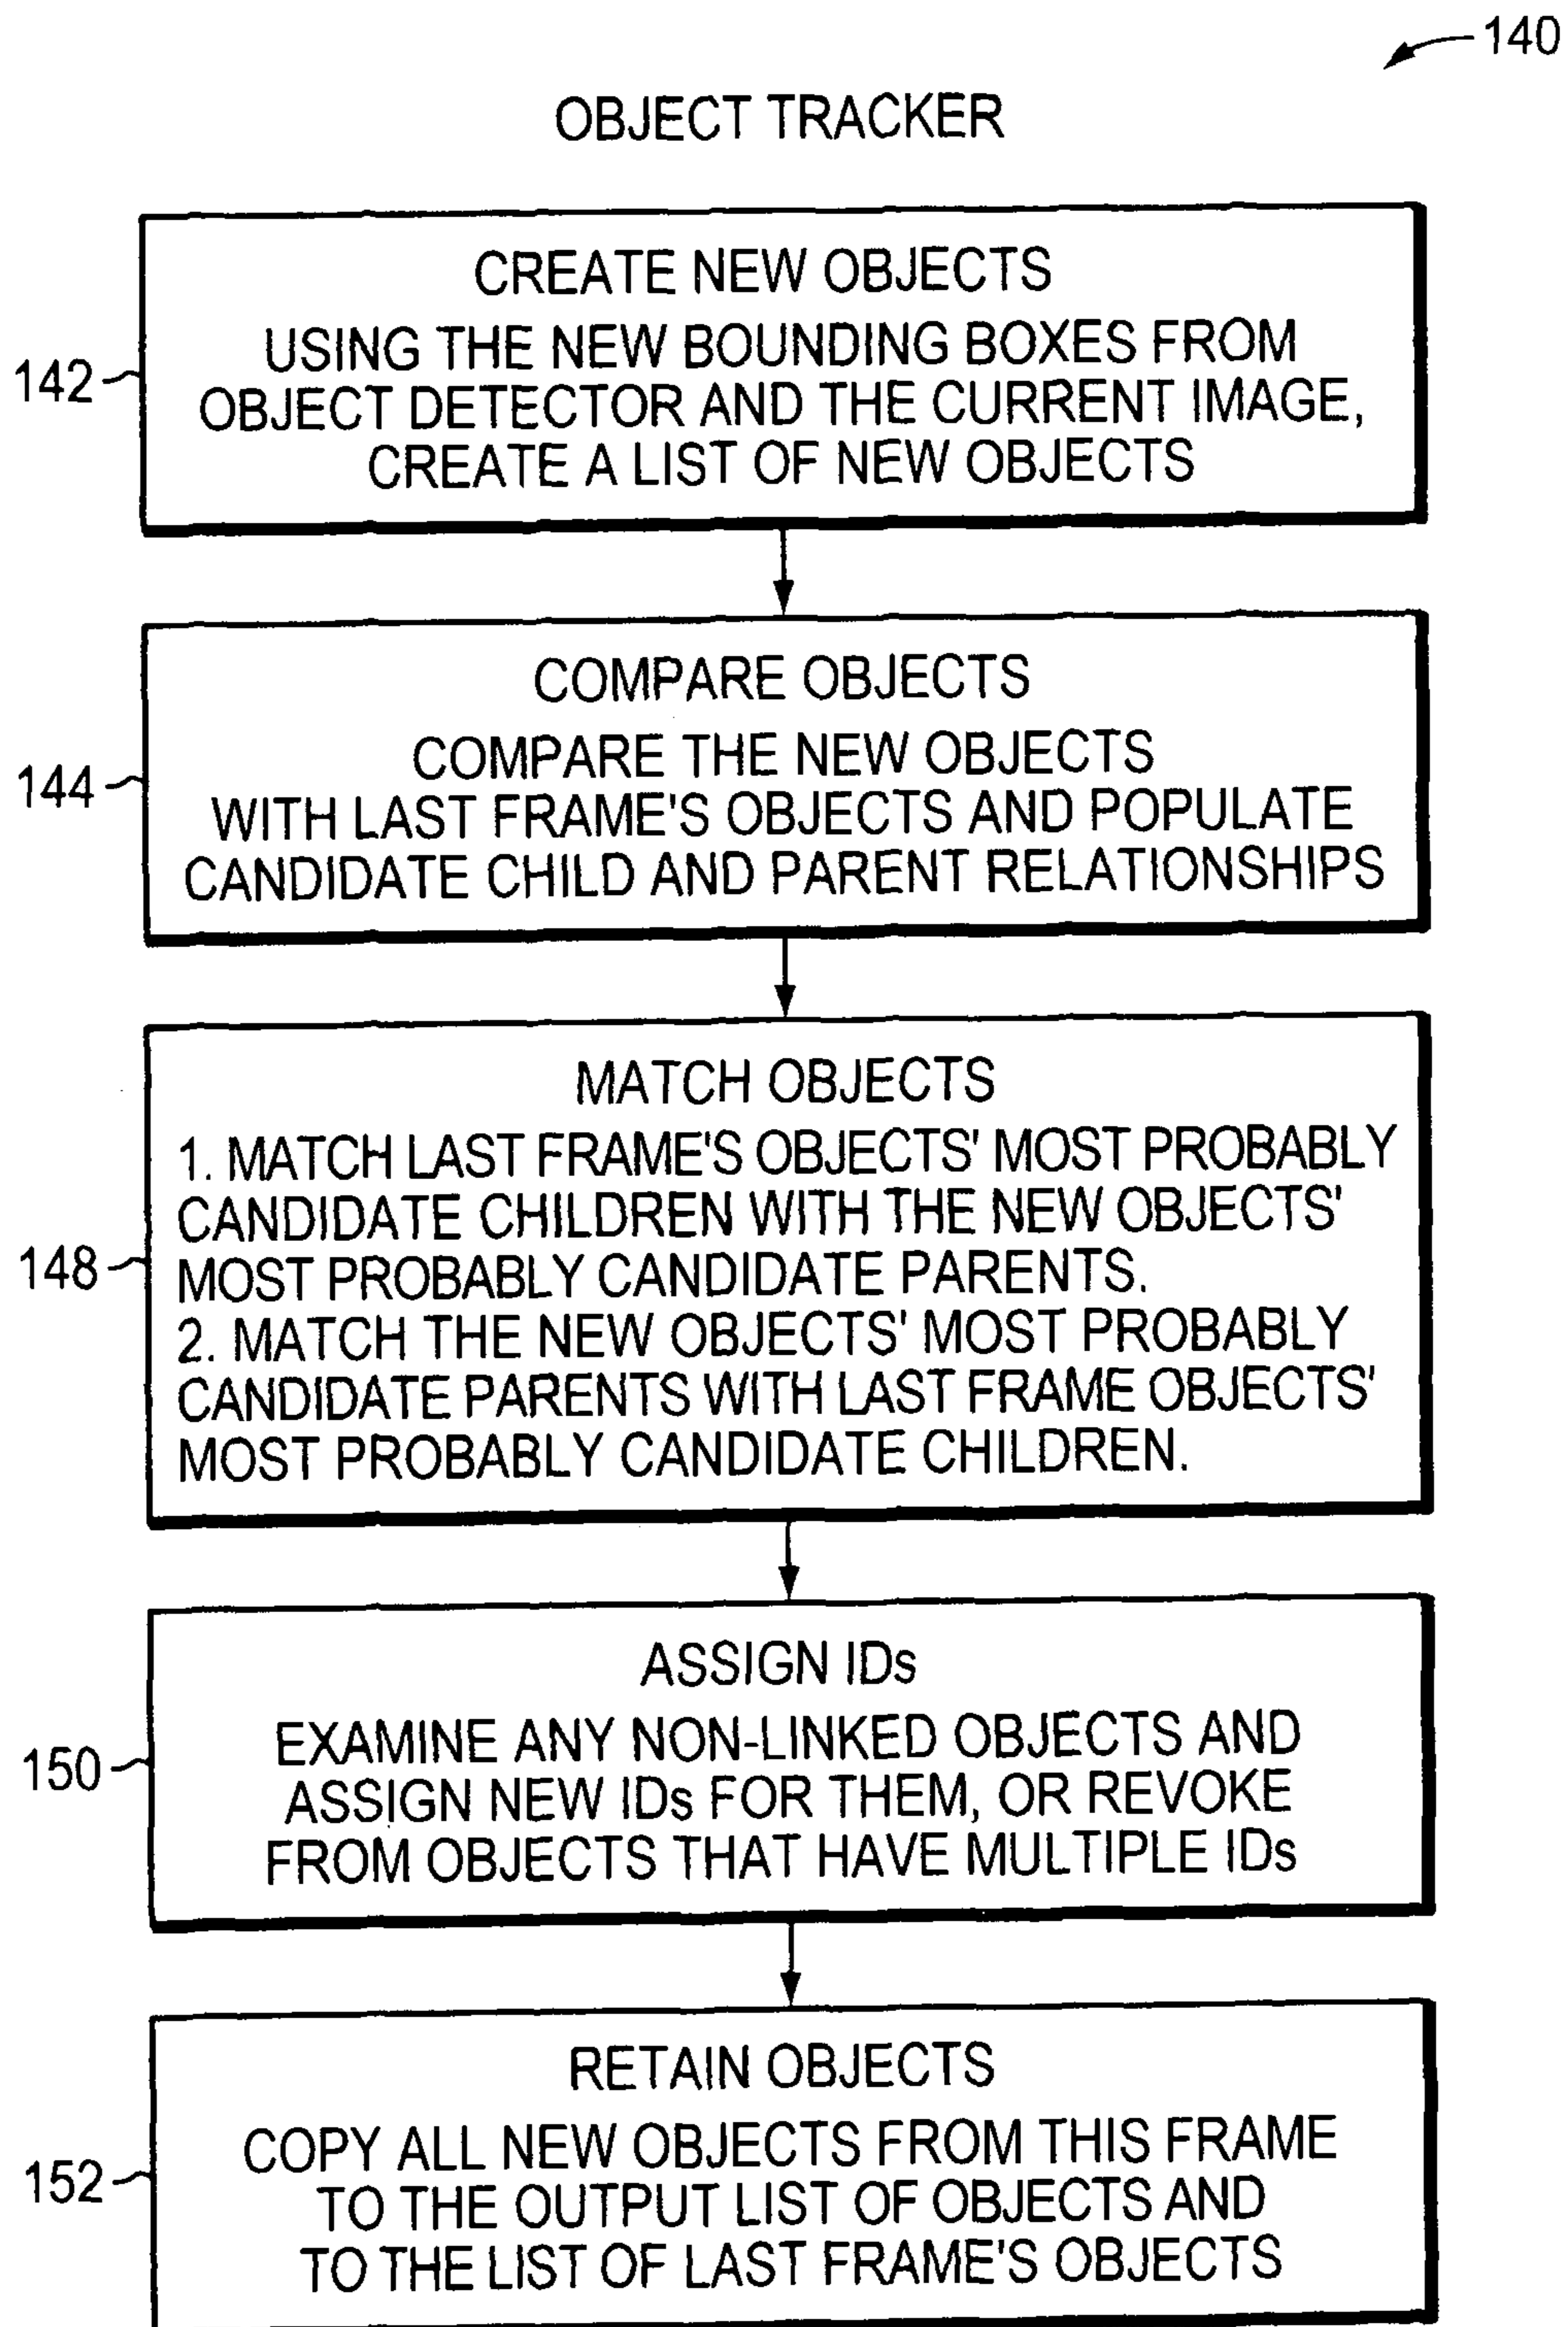 140
OBJECT TRACKER
CREATE NEW OBJECTS
142
USING THE NEW BOUNDING BOXES FROM
OBJECT DETECTOR AND THE CURRENT IMAGE,
CREATE A LIST OF NEW OBJECTS
COMPARE OBJECTS
144
COMPARE THE NEW OBJECTS
WITH LAST FRAME'S OBJECTS AND POPULATE
CANDIDATE CHILD AND PARENT RELATIONSHIPS
MATCH OBJECTS
148
1. MATCH LAST FRAME'S OBJECTS' MOST PROBABLY
CANDIDATE CHILDREN WITH THE NEW OBJECTS'
MOST PROBABLY CANDIDATE PARENTS.
2. MATCH THE NEW OBJECTS' MOST PROBABLY
CANDIDATE PARENTS WITH LAST FRAME OBJECTS'
MOST PROBABLY CANDIDATE CHILDREN.
ASSIGN IDs
150
EXAMINE ANY NON-LINKED OBJECTS AND
ASSIGN NEW IDs FOR THEM, OR REVOKE
FROM OBJECTS THAT HAVE MULTIPLE IDs
RETAIN OBJECTS
152
COPY ALL NEW OBJECTS FROM THIS FRAME
TO THE OUTPUT LIST OF OBJECTS AND
TO THE LIST OF LAST FRAME'S OBJECTS